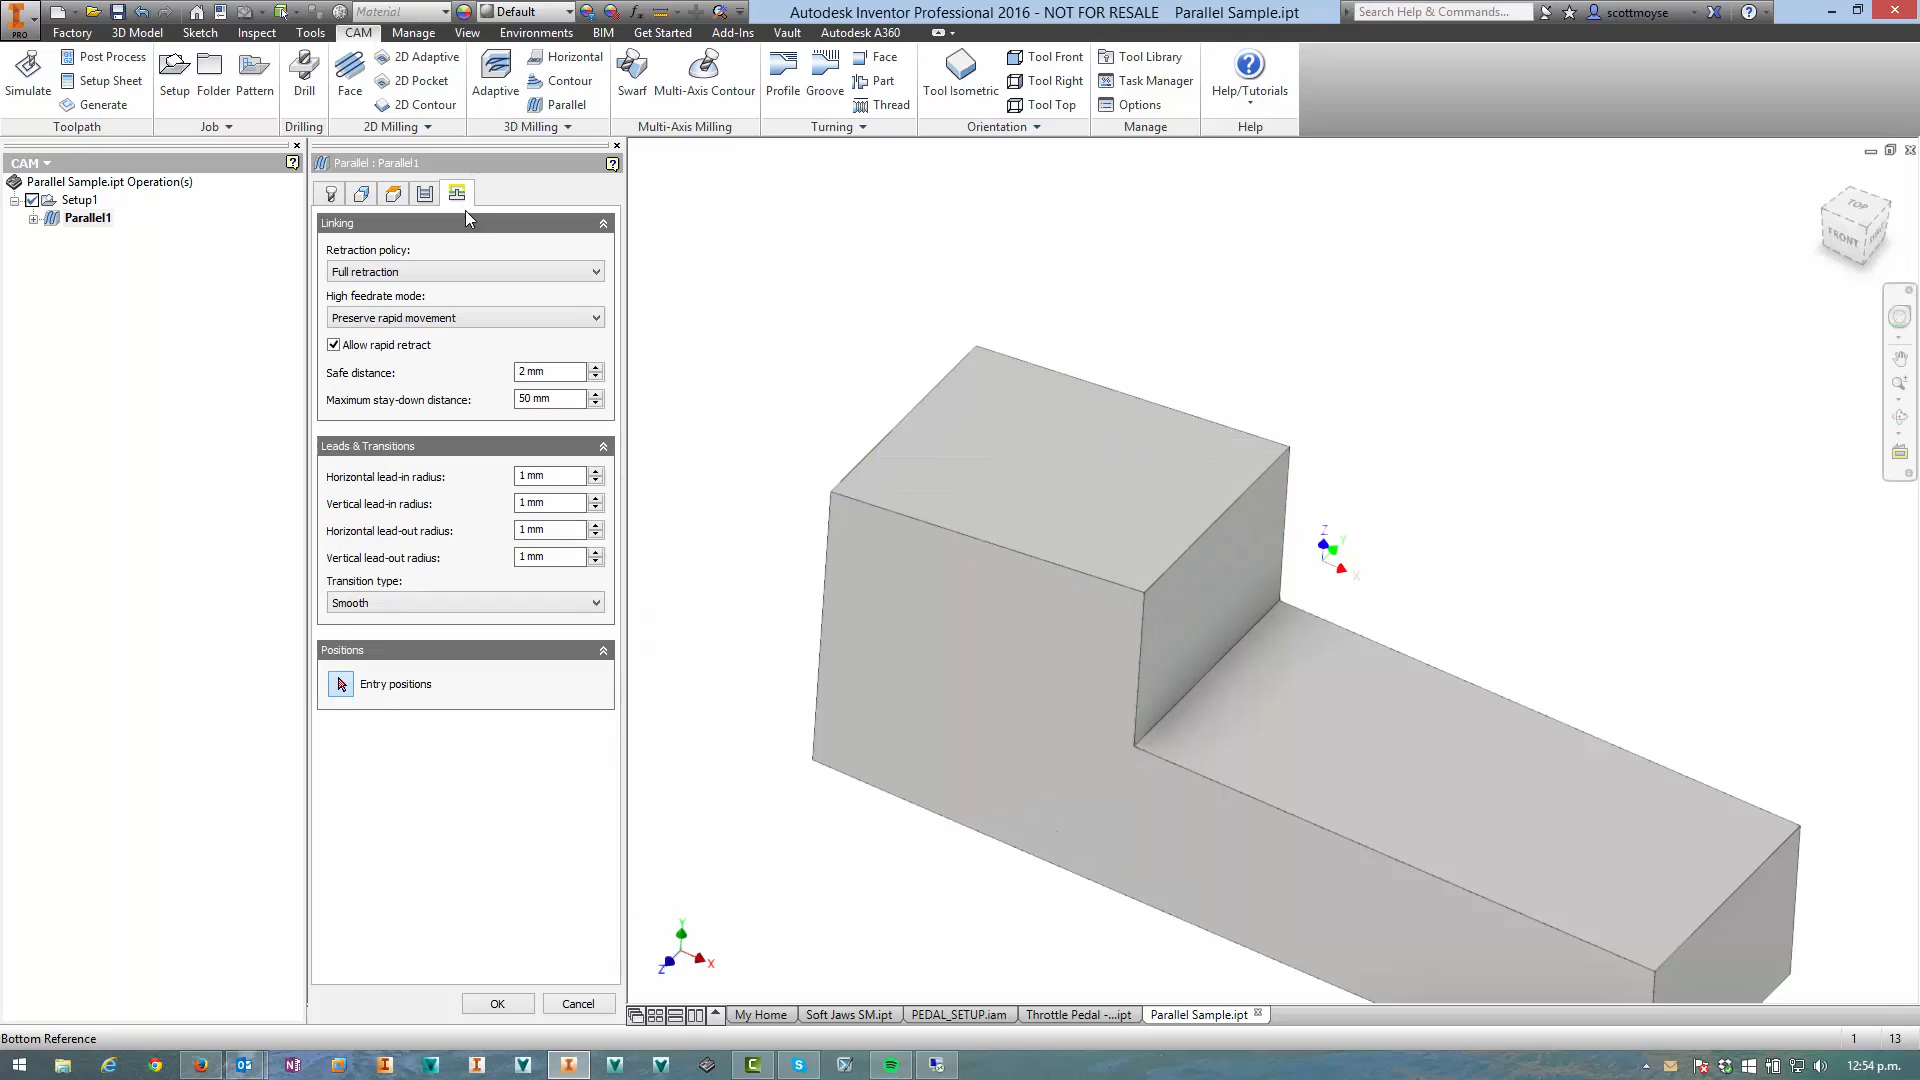 Material
Default
Autodesk Inventor Professional 2016 - NOT FOR RESALE Parallel Sample.ipt
Search Help & Commands...
scottmoyse
PRO
Factory 3D Model Sketch Inspect Tools CAM Manage View Environments BIM Get Started Add-Ins Vault Autodesk A360
Simulate
Post Process
Setup Sheet
Generate
Toolpath
Setup Folder Pattern
Job
Drill
Drilling
Face
2D Adaptive
2D Pocket
2D Contour
2D Milling
Adaptive
Horizontal
Contour
Parallel
3D Milling
Swarf Multi-Axis Contour
Multi-Axis Milling
Profile Groove
Face
Part
Thread
Turning
Tool Isometric
Tool Front
Tool Right
Tool Top
Orientation
Tool Library
Task Manager
Options
Manage
Help/Tutorials
Help
CAM
Parallel Sample.ipt Operation(s)
Setup1
Parallel1
Parallel : Parallel1
Linking
Retraction policy:
Full retraction
High feedrate mode:
Preserve rapid movement
Allow rapid retract
Safe distance: 2 mm
Maximum stay-down distance: 50 mm
Leads & Transitions
Horizontal lead-in radius: 1 mm
Vertical lead-in radius: 1 mm
Horizontal lead-out radius: 1 mm
Vertical lead-out radius: 1 mm
Transition type:
Smooth
Positions
Entry positions
OK Cancel
TOP
FRONT
Z
Y
X
Y
Z
X
My Home Soft Jaws SM.ipt PEDAL_SETUP.iam Throttle Pedal -...ipt Parallel Sample.ipt
Bottom Reference
1 13
12:54 p.m.